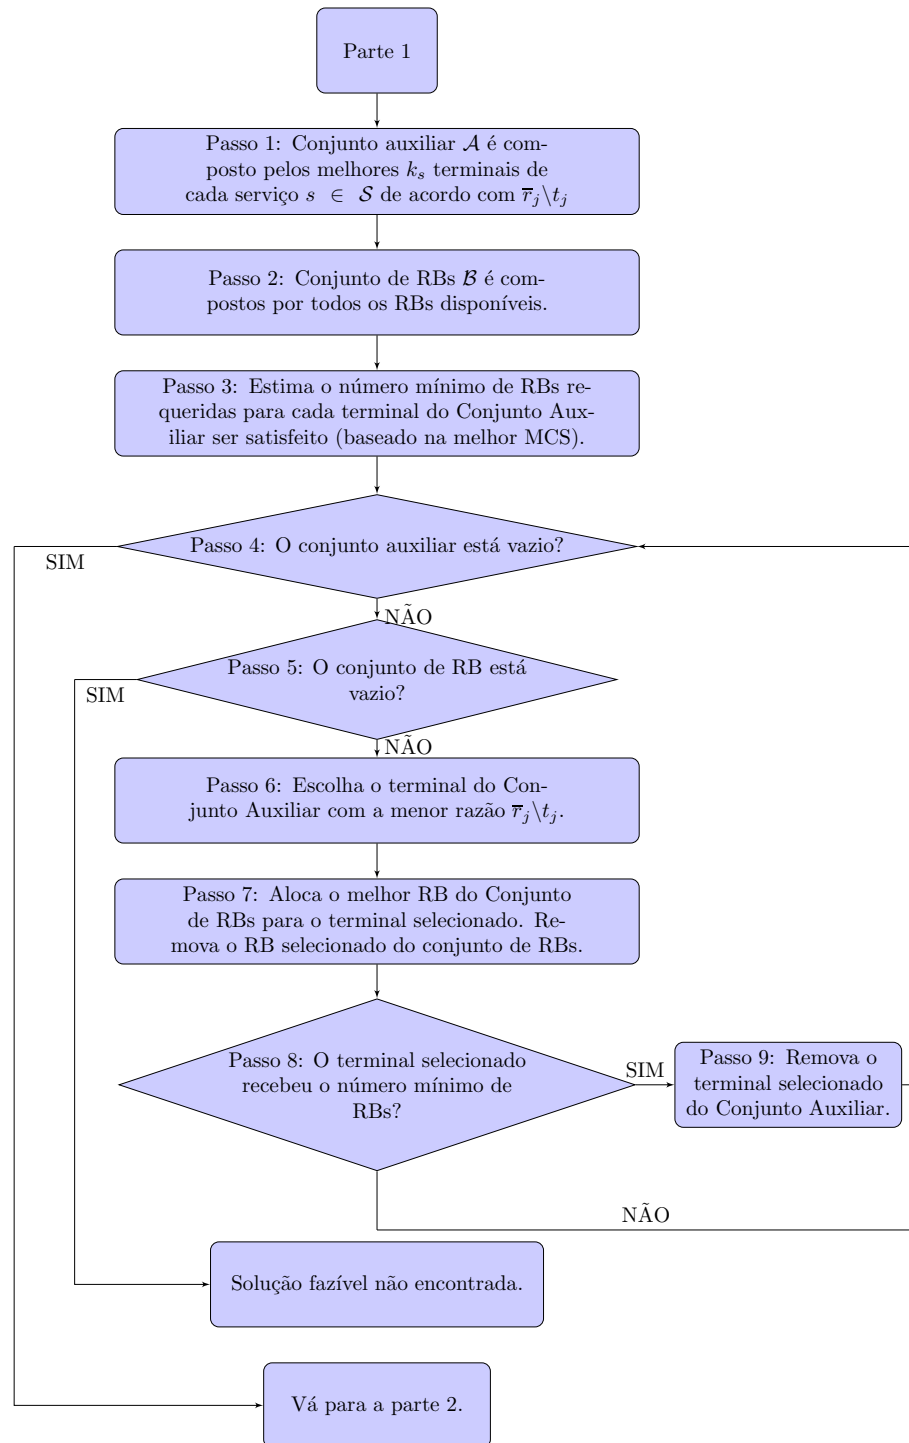 Parte 1
Passo 1: Conjunto auxiliar 𝒜 é com-
posto pelos melhores kₛ terminais de
cada serviço s ∈ 𝒮 de acordo com r̅ⱼ\tⱼ
Passo 2: Conjunto de RBs ℬ é com-
postos por todos os RBs disponíveis.
Passo 3: Estima o número mínimo de RBs re-
queridas para cada terminal do Conjunto Aux-
iliar ser satisfeito (baseado na melhor MCS).
Passo 4: O conjunto auxiliar está vazio?
SIM
NÃO
Passo 5: O conjunto de RB está
vazio?
SIM
NÃO
Passo 6: Escolha o terminal do Con-
junto Auxiliar com a menor razão r̅ⱼ\tⱼ.
Passo 7: Aloca o melhor RB do Conjunto
de RBs para o terminal selecionado. Re-
mova o RB selecionado do conjunto de RBs.
Passo 8: O terminal selecionado
recebeu o número mínimo de
RBs?
SIM
Passo 9: Remova o
terminal selecionado
do Conjunto Auxiliar.
NÃO
Solução fazível não encontrada.
Vá para a parte 2.